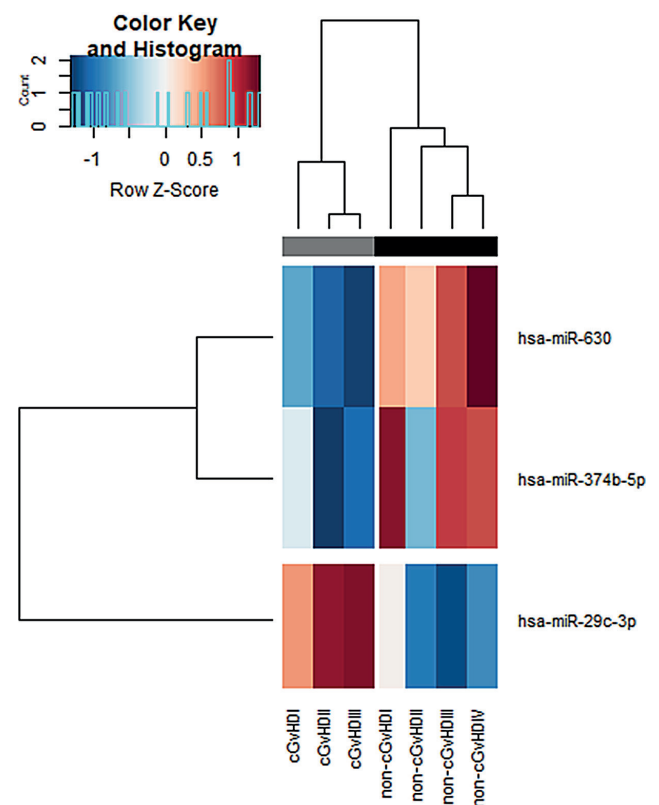 Color Key
and Histogram
Count
2
1
0
-1 0 0.5 1
Row Z-Score
hsa-miR-630
hsa-miR-374b-5p
hsa-miR-29c-3p
cGvHDI
cGvHDII
cGvHDIII
non-cGvHDI
non-cGvHDII
non-cGvHDIII
non-cGvHDIV